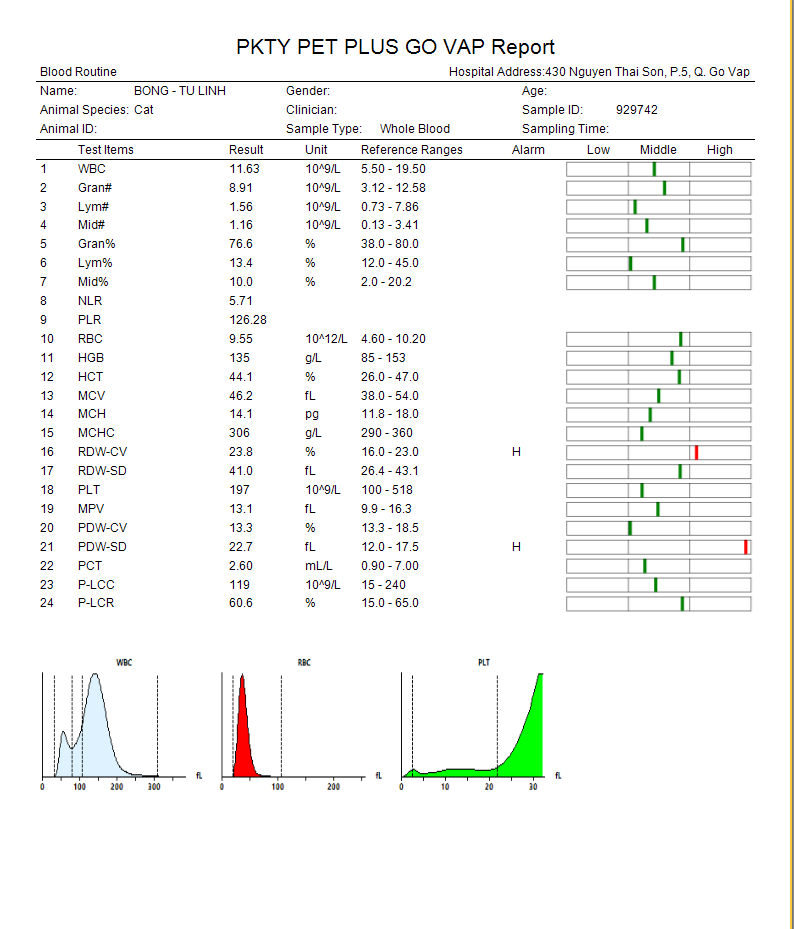 PKTY PET PLUS GO VAP Report
Blood Routine Hospital Address:430 Nguyen Thai Son, P.5, Q. Go Vap
Name: BONG - TU LINH Gender: Age:
Animal Species: Cat Clinician: Sample ID: 929742
Animal ID: Sample Type: Whole Blood Sampling Time:
Test Items Result Unit Reference Ranges Alarm Low Middle High
1 WBC 11.63 10^9/L 5.50 - 19.50
2 Gran# 8.91 10^9/L 3.12 - 12.58
3 Lym# 1.56 10^9/L 0.73 - 7.86
4 Mid# 1.16 10^9/L 0.13 - 3.41
5 Gran% 76.6 % 38.0 - 80.0
6 Lym% 13.4 % 12.0 - 45.0
7 Mid% 10.0 % 2.0 - 20.2
8 NLR 5.71
9 PLR 126.28
10 RBC 9.55 10^12/L 4.60 - 10.20
11 HGB 135 g/L 85 - 153
12 HCT 44.1 % 26.0 - 47.0
13 MCV 46.2 fL 38.0 - 54.0
14 MCH 14.1 pg 11.8 - 18.0
15 MCHC 306 g/L 290 - 360
16 RDW-CV 23.8 % 16.0 - 23.0 H
17 RDW-SD 41.0 fL 26.4 - 43.1
18 PLT 197 10^9/L 100 - 518
19 MPV 13.1 fL 9.9 - 16.3
20 PDW-CV 13.3 % 13.3 - 18.5
21 PDW-SD 22.7 fL 12.0 - 17.5 H
22 PCT 2.60 mL/L 0.90 - 7.00
23 P-LCC 119 10^9/L 15 - 240
24 P-LCR 60.6 % 15.0 - 65.0
WBC RBC PLT
fL fL fL
0 100 200 300 0 100 200 0 10 20 30